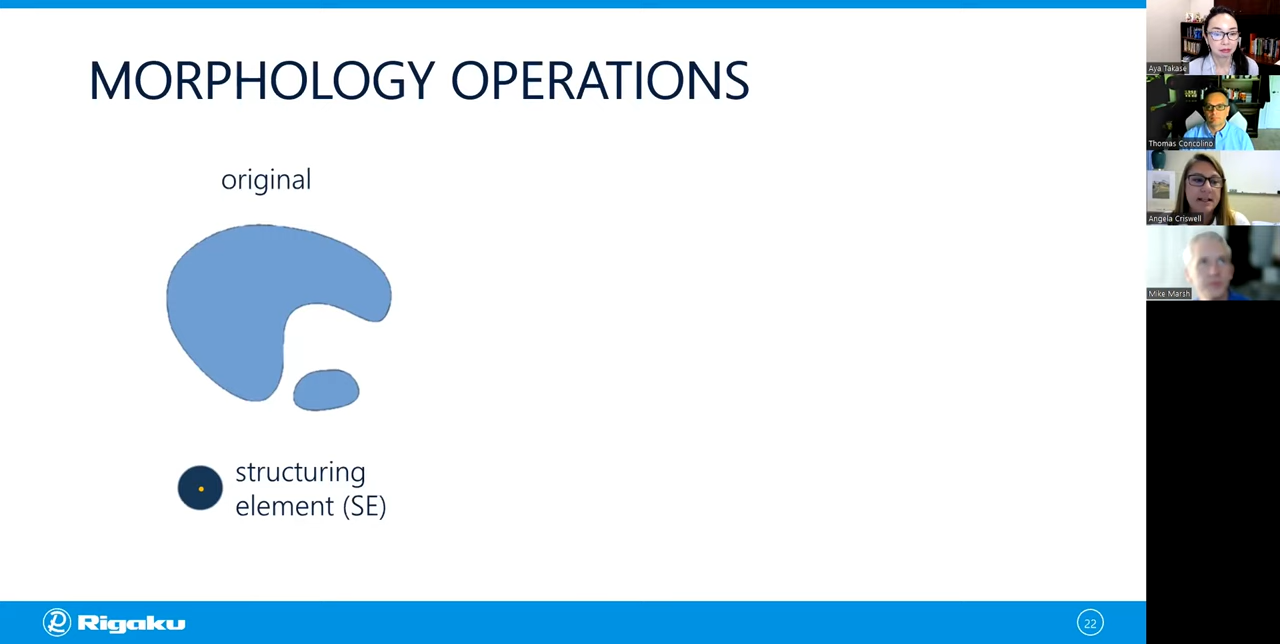 MORPHOLOGY OPERATIONS
original
structuring
element (SE)
Rigaku
22
Aya Takase
Thomas Concolino
Angela Criswell
Mike Marsh